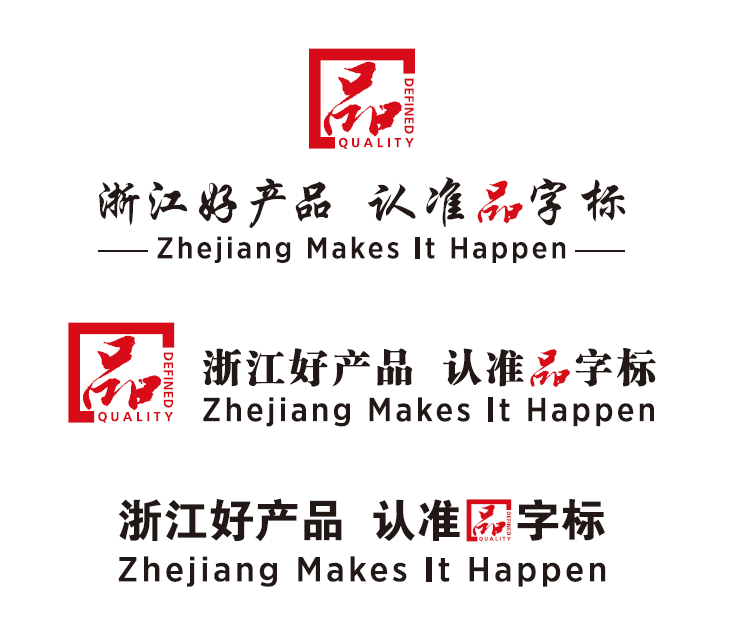 品
DEFINED
QUALITY
浙江好产品 认准品字标
Zhejiang Makes It Happen
品
DEFINED
QUALITY
浙江好产品 认准品字标
Zhejiang Makes It Happen
浙江好产品 认准品字标
DEFINED
QUALITY
Zhejiang Makes It Happen